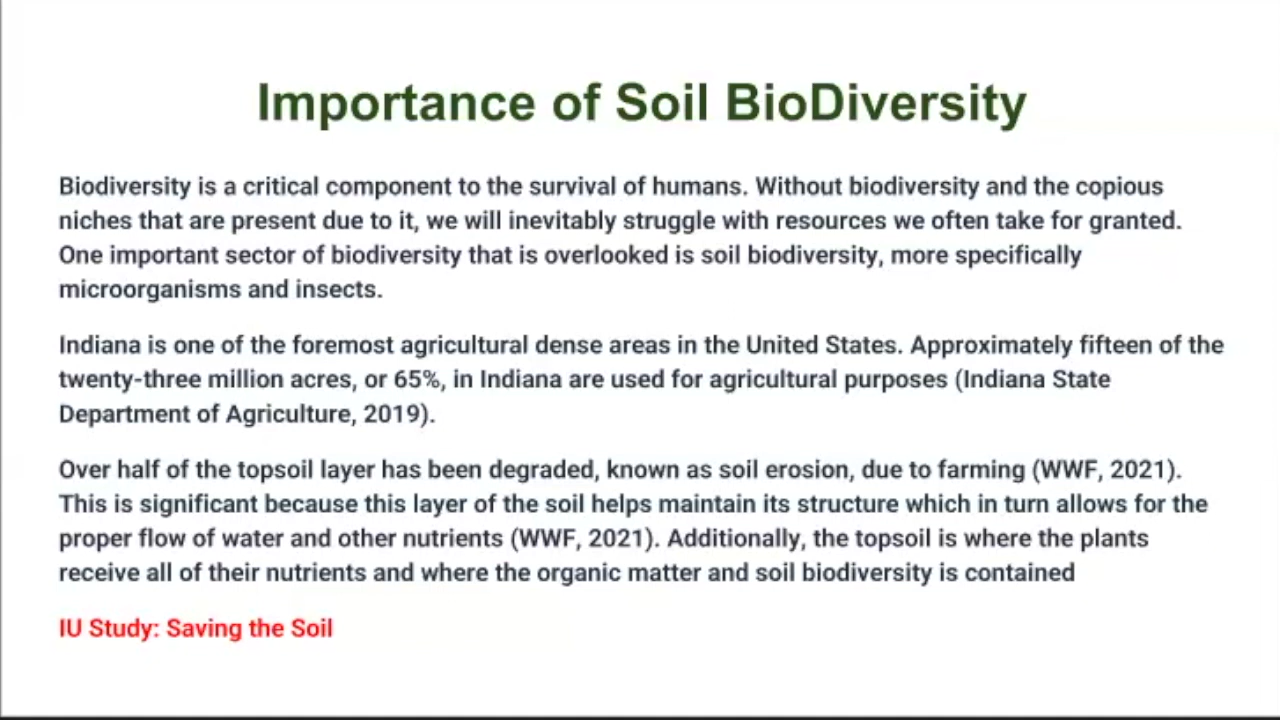 Importance of Soil BioDiversity
Biodiversity is a critical component to the survival of humans. Without biodiversity and the copious
niches that are present due to it, we will inevitably struggle with resources we often take for granted.
One important sector of biodiversity that is overlooked is soil biodiversity, more specifically
microorganisms and insects.
Indiana is one of the foremost agricultural dense areas in the United States. Approximately fifteen of the
twenty-three million acres, or 65%, in Indiana are used for agricultural purposes (Indiana State
Department of Agriculture, 2019).
Over half of the topsoil layer has been degraded, known as soil erosion, due to farming (WWF, 2021).
This is significant because this layer of the soil helps maintain its structure which in turn allows for the
proper flow of water and other nutrients (WWF, 2021). Additionally, the topsoil is where the plants
receive all of their nutrients and where the organic matter and soil biodiversity is contained
IU Study: Saving the Soil